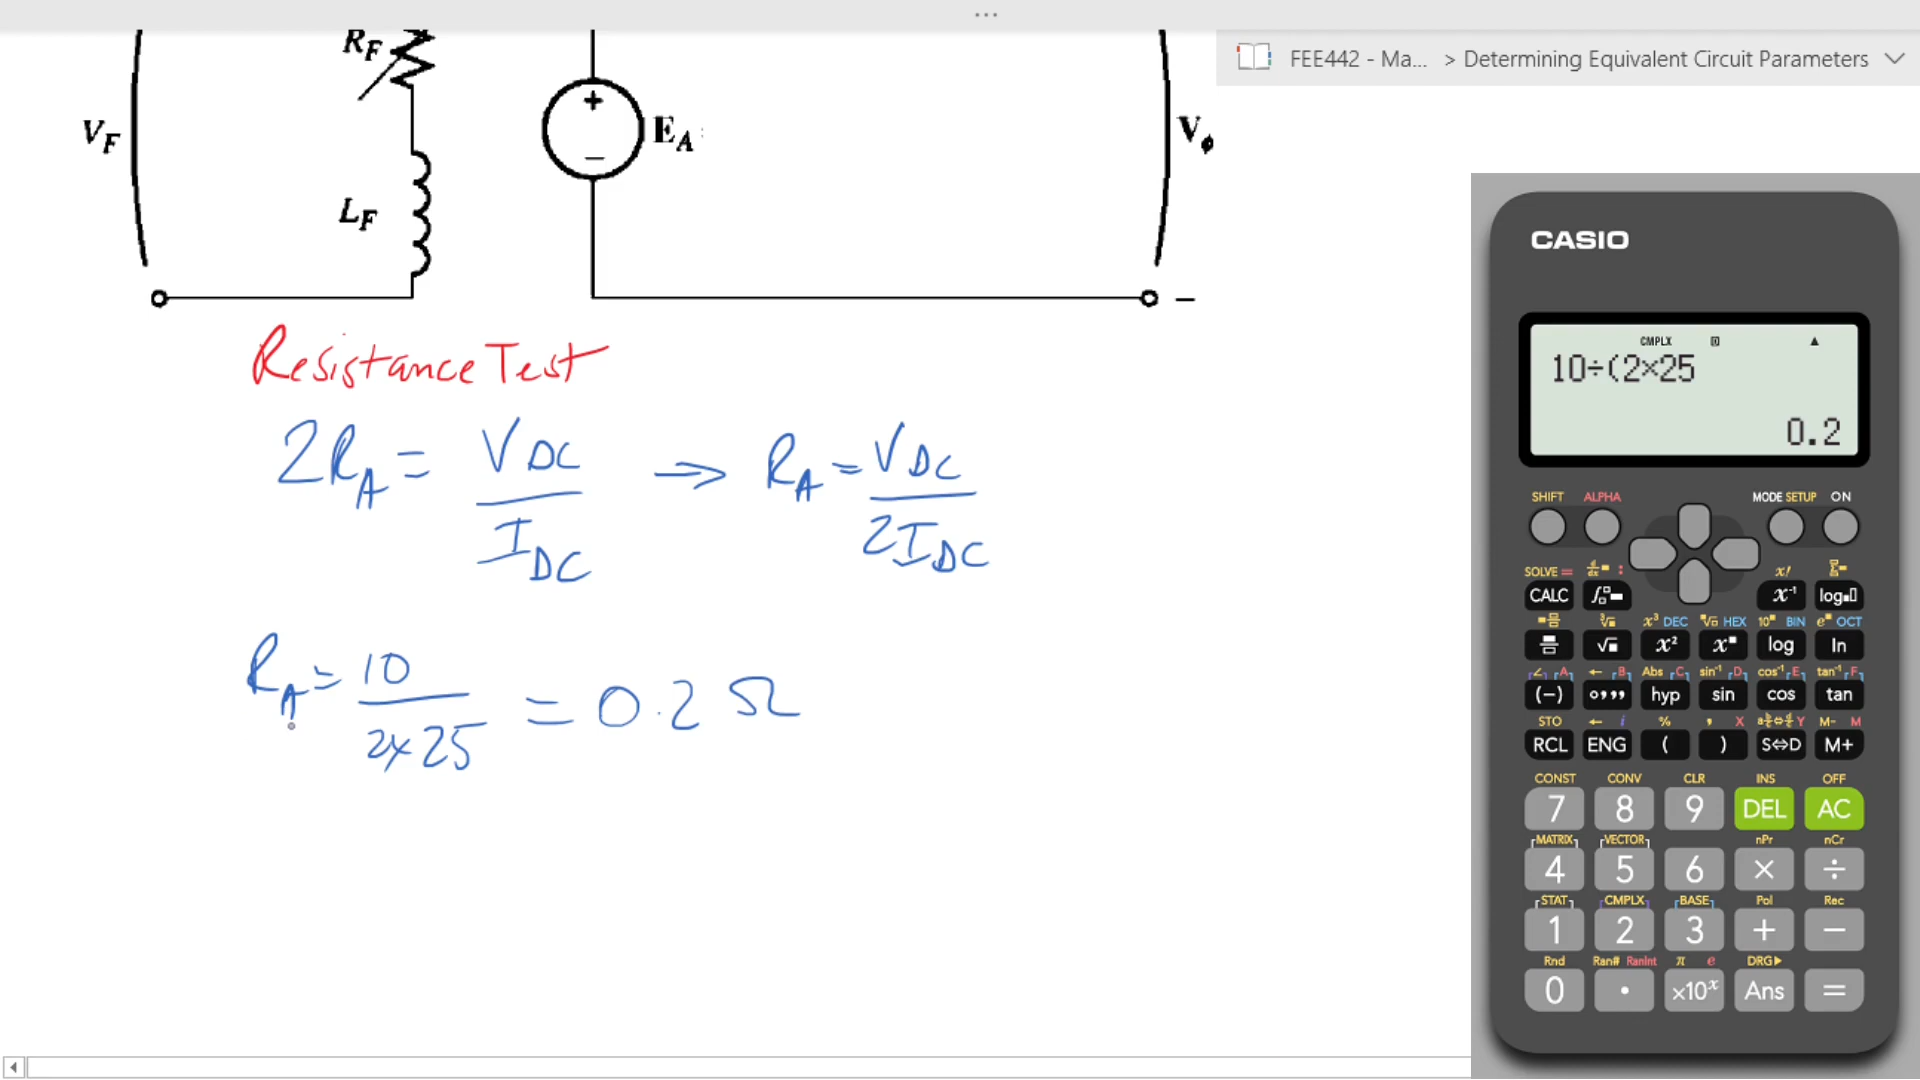 ...
FEE442 - Ma... > Determining Equivalent Circuit Parameters
R_F
V_F
+
E_A
−
V_ϕ
L_F
−
Resistance Test
2R_A = V_DC / I_DC → R_A = V_DC / 2I_DC
R_A = 10 / 2x25 = 0.2 Ω
CASIO
CMPLX D ▲
10÷(2×25
0.2
SHIFT ALPHA MODE SETUP ON
SOLVE = : x! 
CALC x⁻¹ log
x³ DEC HEX 10 BIN e OCT
√ x² x log ln
∠ A ← B Abs C sin⁻¹ D cos⁻¹ E tan⁻¹ F
(−) hyp sin cos tan
STO ← i % , X Y M− M
RCL ENG ( ) S⇔D M+
CONST CONV CLR INS OFF
7 8 9 DEL AC
MATRIX VECTOR nPr nCr
4 5 6 × ÷
STAT CMPLX BASE Pol Rec
1 2 3 + −
Rnd Ran# RanInt π e DRG▶
0 . ×10ˣ Ans =